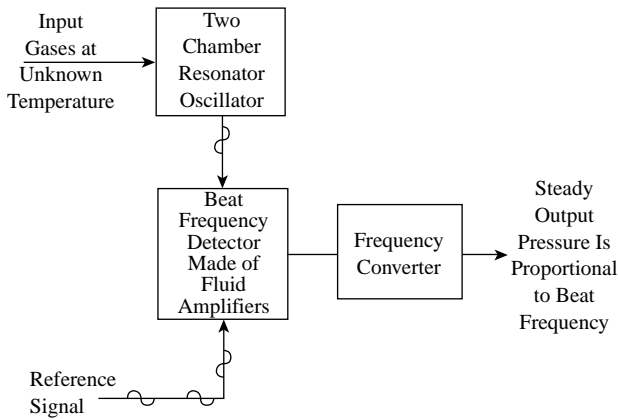 Input
Gases at
Unknown
Temperature
Two
Chamber
Resonator
Oscillator
Beat
Frequency
Detector
Made of
Fluid
Amplifiers
Frequency
Converter
Steady
Output
Pressure Is
Proportional
to Beat
Frequency
Reference
Signal